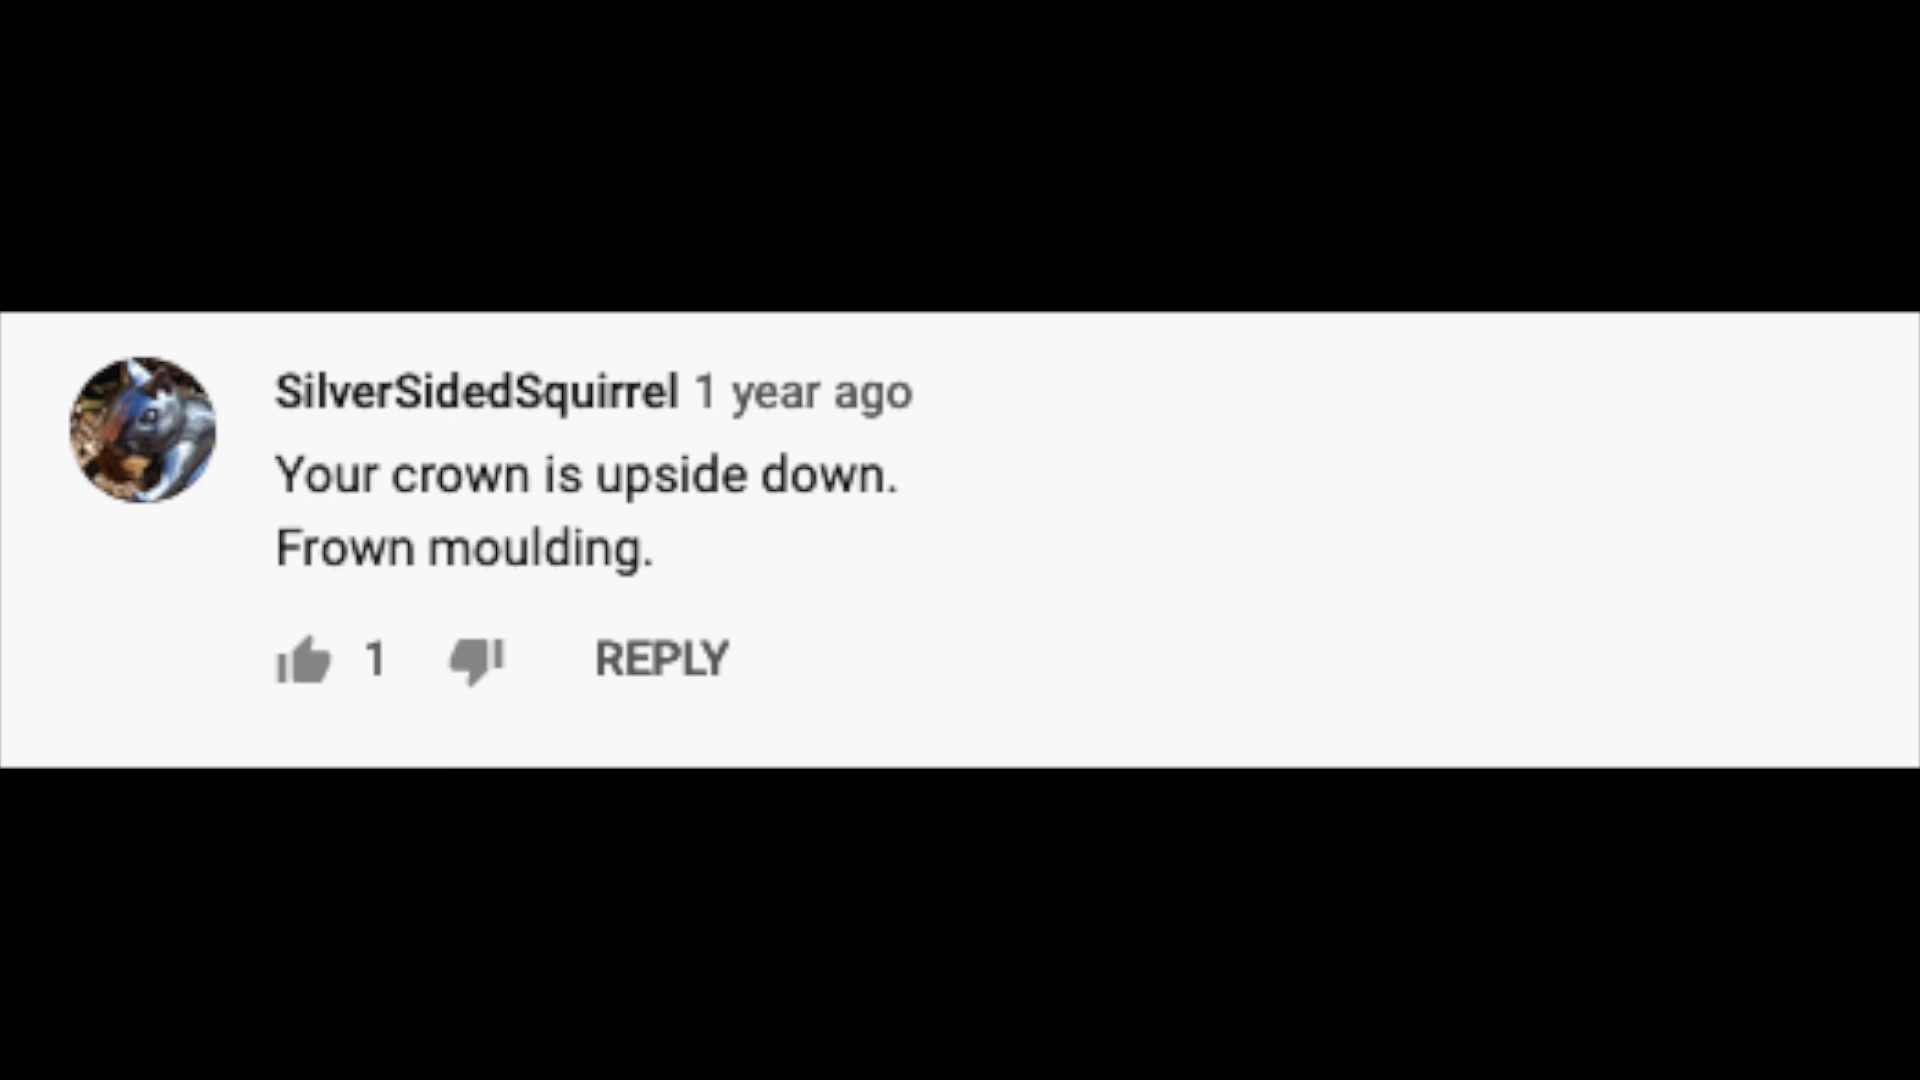 SilverSidedSquirrel 1 year ago
Your crown is upside down.
Frown moulding.
1 REPLY